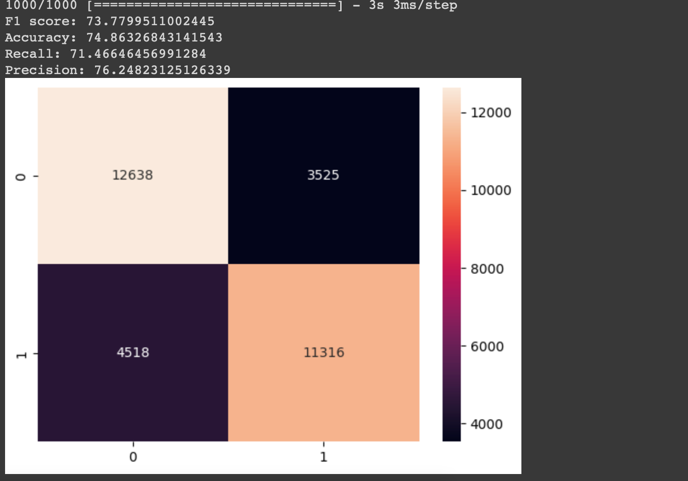 1000/1000 [==============================] - 3s 3ms/step
F1 score: 73.7799511002445
Accuracy: 74.86326843141543
Recall: 71.46646456991284
Precision: 76.24823125126339
12000
0
12638
3525
10000
8000
1
4518
11316
6000
4000
0
1